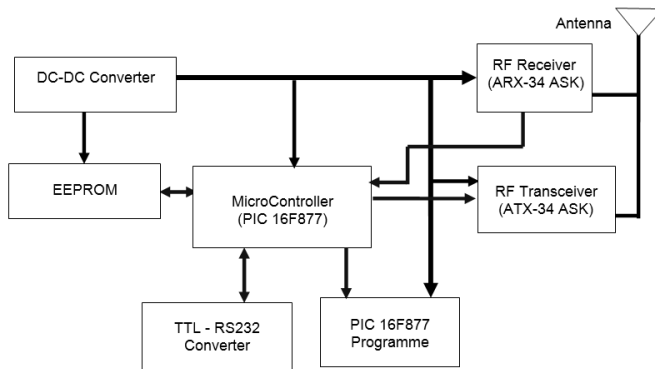 Antenna
DC-DC Converter
RF Receiver
(ARX-34 ASK)
EEPROM
MicroController
(PIC 16F877)
RF Transceiver
(ATX-34 ASK)
TTL - RS232
Converter
PIC 16F877
Programme